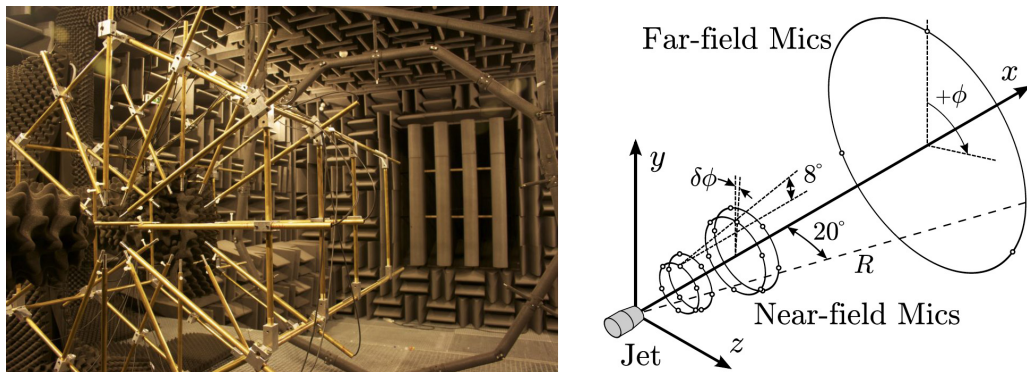 Far-field Mics
x
+ϕ
y
δϕ
8°
20°
R
Near-field Mics
z
Jet